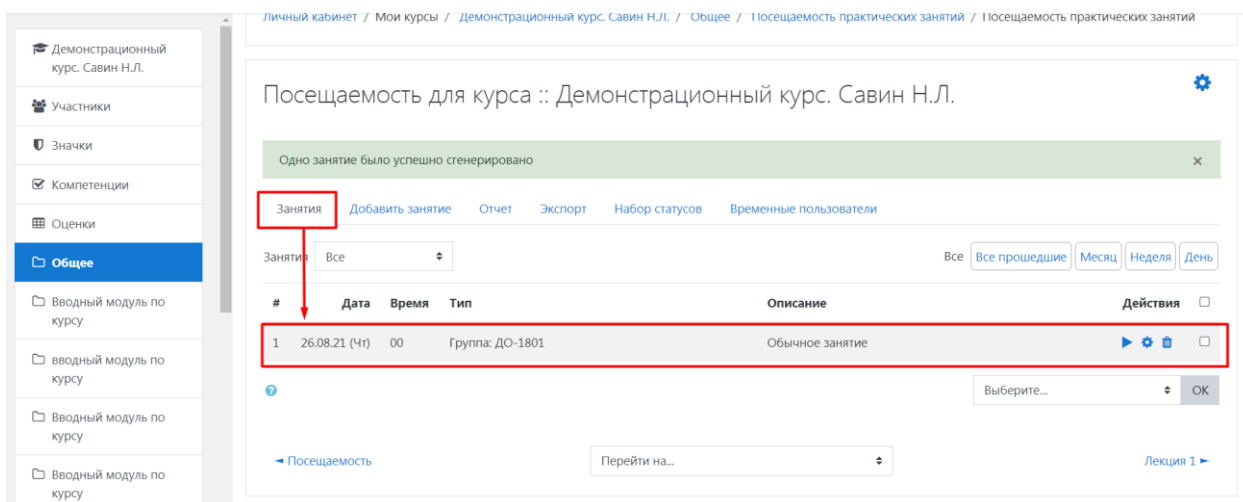 Личный кабинет / Мои курсы / Демонстрационный курс. Савин Н.Л. / Общее / Посещаемость практических занятий / Посещаемость практических занятий
Демонстрационный
курс. Савин Н.Л.
Участники
Значки
Компетенции
Оценки
Общее
Вводный модуль по
курсу
вводный модуль по
курсу
Вводный модуль по
курсу
Вводный модуль по
курсу
Посещаемость для курса :: Демонстрационный курс. Савин Н.Л.
Одно занятие было успешно сгенерировано ×
Занятия Добавить занятие Отчет Экспорт Набор статусов Временные пользователи
Занятия Все Все Все прошедшие Месяц Неделя День
# Дата Время Тип Описание Действия
1 26.08.21 (Чт) 00 Группа: ДО-1801 Обычное занятие
Выберите... OK
◄ Посещаемость Перейти на... Лекция 1 ►